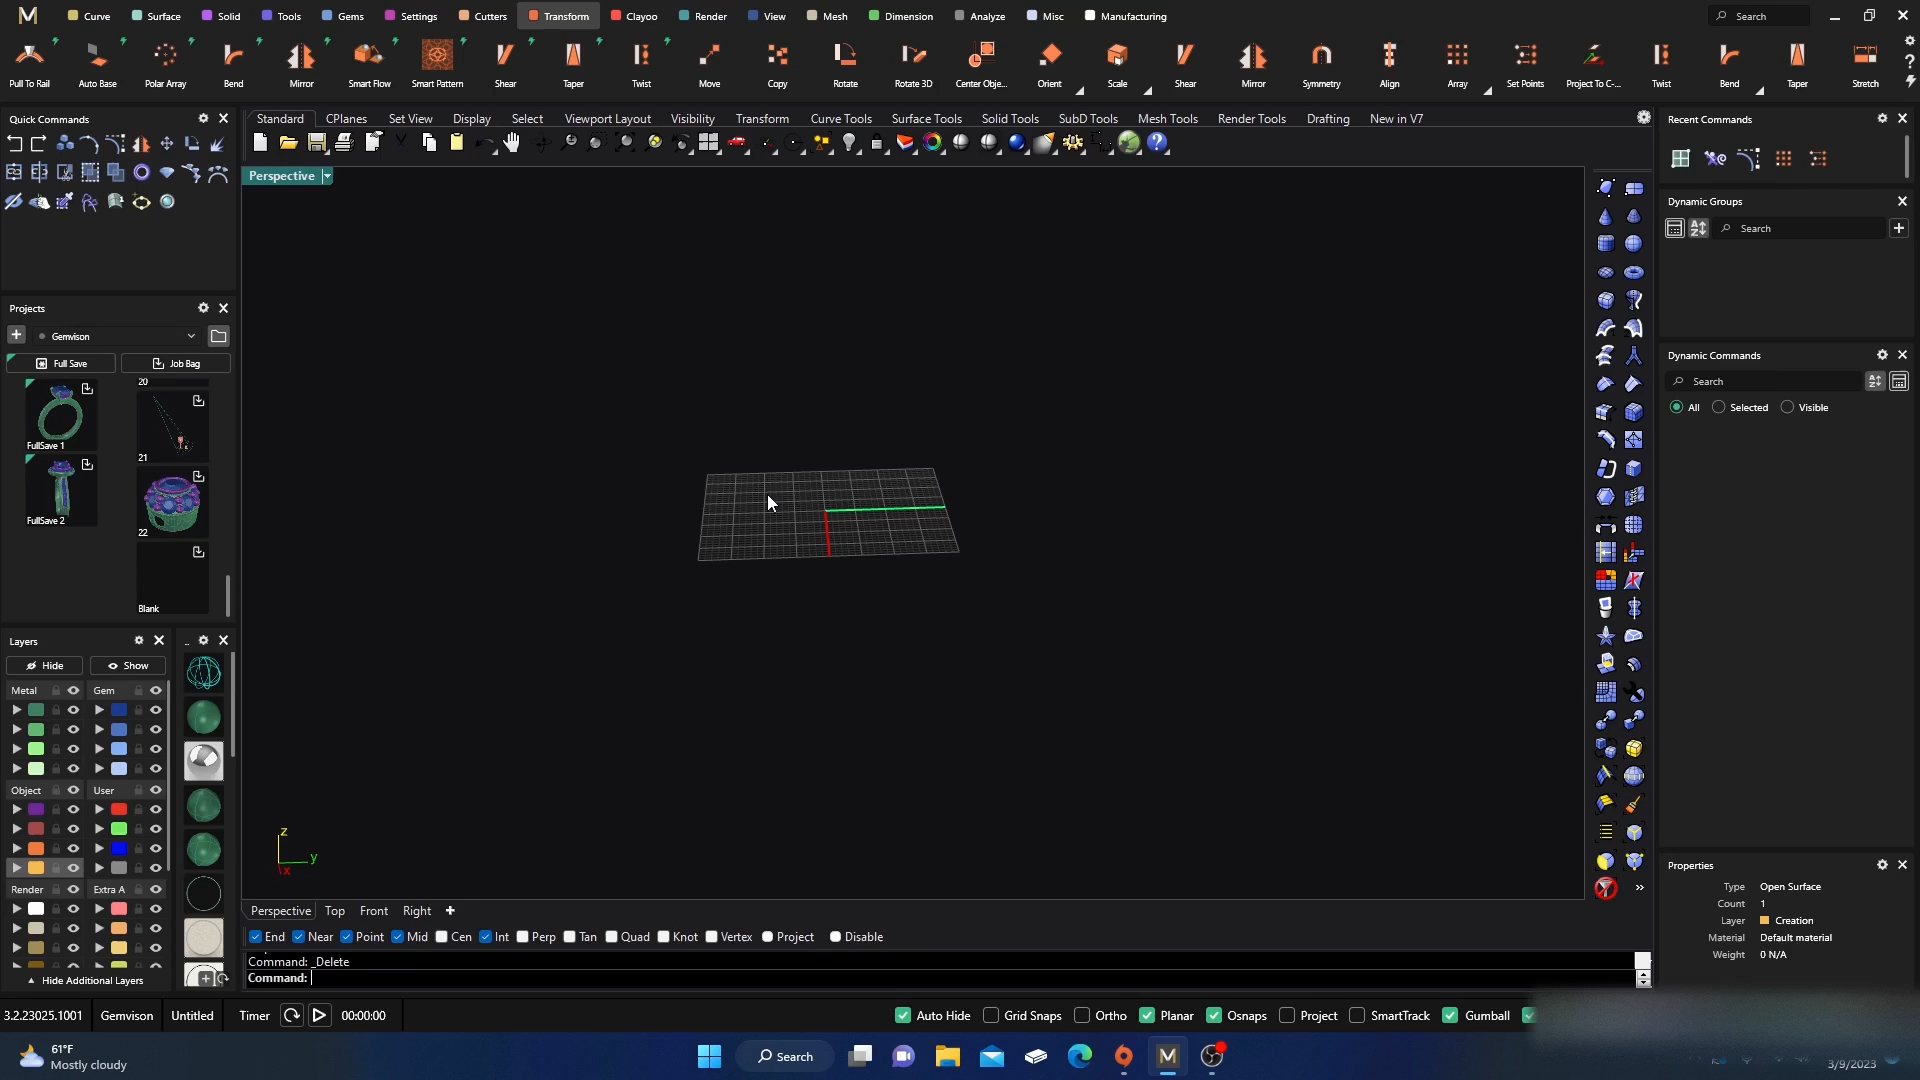 M Curve Surface Solid Tools Gems Settings Cutters Transform Clayoo Render View Mesh Dimension Analyze Misc Manufacturing Search
Pull To Rail Auto Base Polar Array Bend Mirror Smart Flow Smart Pattern Shear Taper Twist Move Copy Rotate Rotate 3D Center Obje... Orient Scale Shear Mirror Symmetry Align Array Set Points Project To C-... Twist Bend Taper Stretch
Quick Commands
Standard CPlanes Set View Display Select Viewport Layout Visibility Transform Curve Tools Surface Tools Solid Tools SubD Tools Mesh Tools Render Tools Drafting New in V7
Recent Commands
Perspective
Dynamic Groups
Search
Projects
Gemvison
Full Save Job Bag
20
FullSave 1
21
FullSave 2
22
Blank
Dynamic Commands
Search
All Selected Visible
Layers
..
Hide Show
Metal Gem
Object User
Render Extra A
Hide Additional Layers
z
y
x
Properties
Type Open Surface
Count 1
Layer Creation
Material Default material
Weight 0 N/A
Perspective Top Front Right
End Near Point Mid Cen Int Perp Tan Quad Knot Vertex Project Disable
Command: _Delete
Command:
3.2.23025.1001 Gemvison Untitled Timer 00:00:00 Auto Hide Grid Snaps Ortho Planar Osnaps Project SmartTrack Gumball
61°F
Mostly cloudy
Search
M
3/9/2023